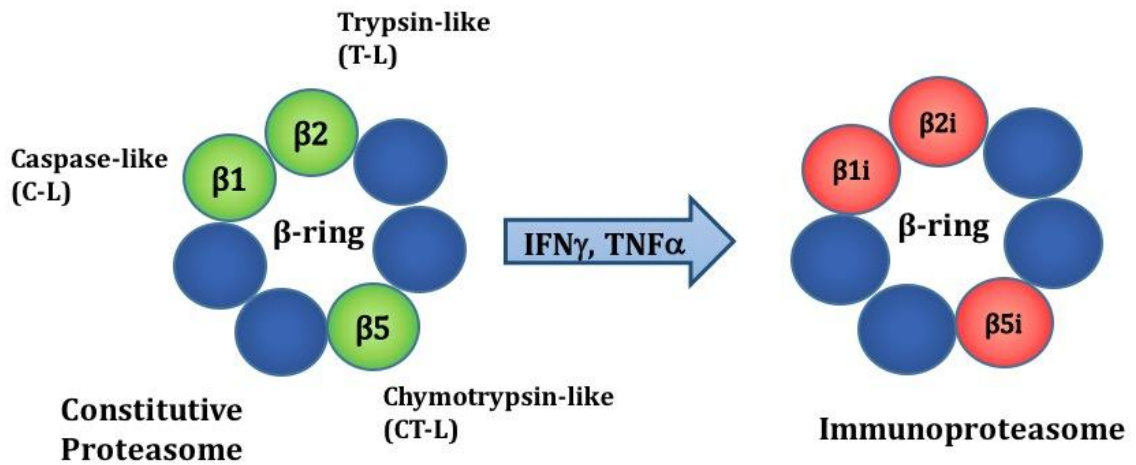 Trypsin-like
(T-L)
Caspase-like
(C-L)
β1
β2
β-ring
β5
Chymotrypsin-like
(CT-L)
Constitutive
Proteasome
IFNγ, TNFα
β1i
β2i
β-ring
β5i
Immunoproteasome